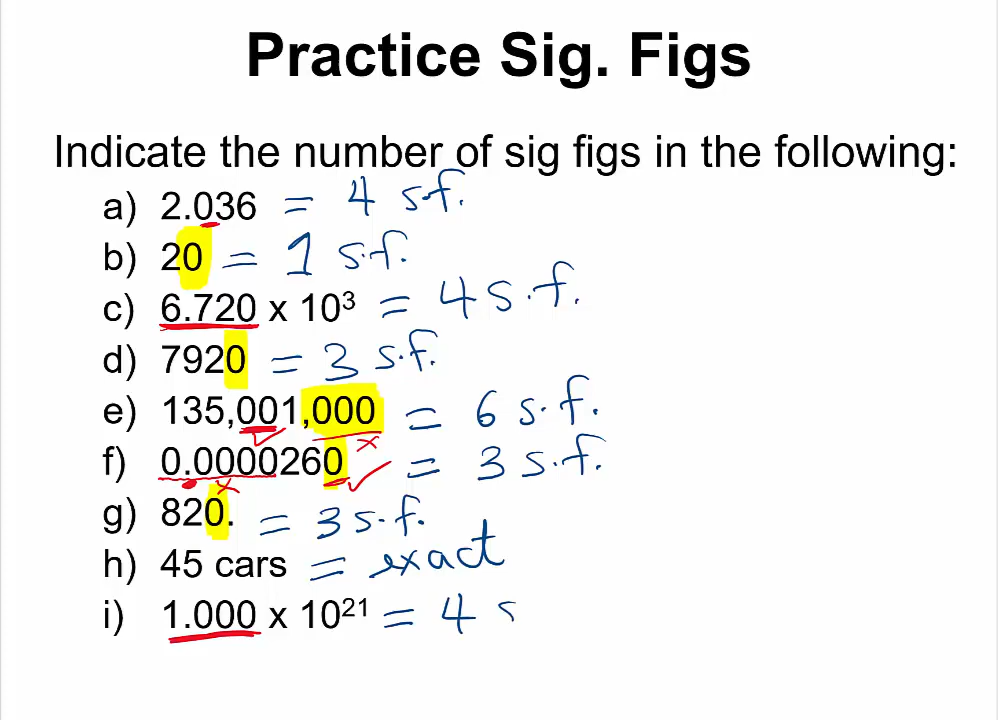 Practice Sig. Figs
Indicate the number of sig figs in the following:
a) 2.036 = 4 s.f.
b) 20 = 1 s.f.
c) 6.720 x 10³ = 4 s.f.
d) 7920 = 3 s.f.
e) 135,001,000 = 6 s.f.
f) 0.0000260 = 3 s.f.
g) 820. = 3 s.f.
h) 45 cars = exact
i) 1.000 x 10²¹ = 4 s